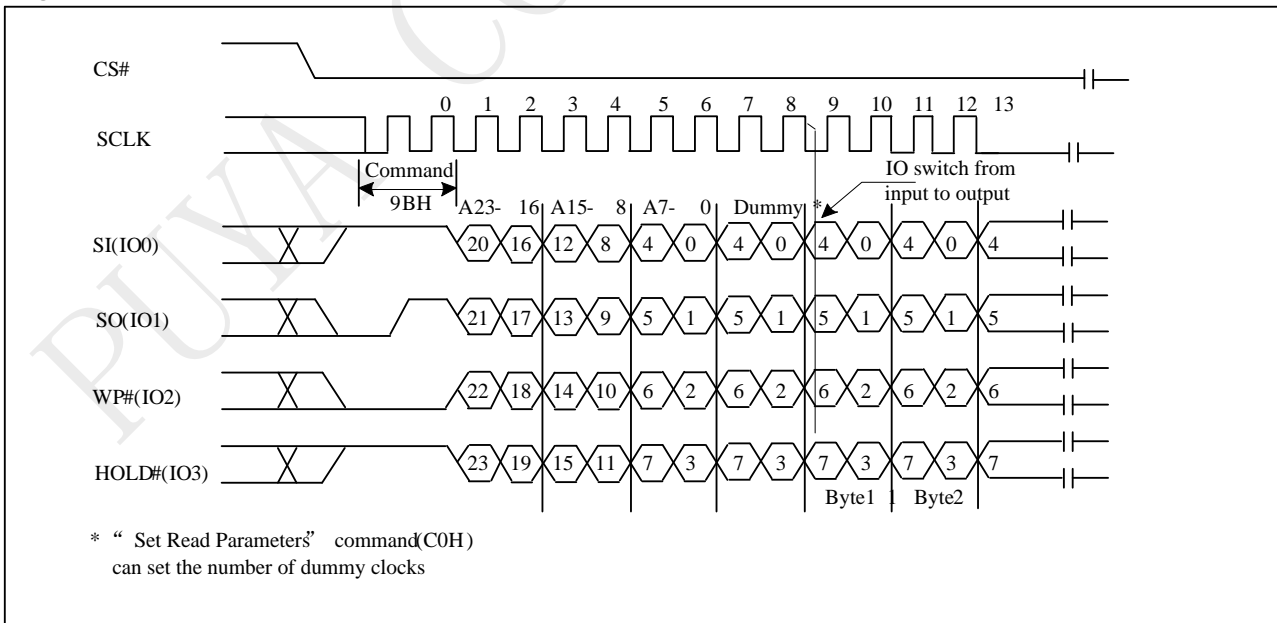 PUYA CO
CS#
0 1 2 3 4 5 6 7 8 9 10 11 12 13
SCLK
Command
9BH
IO switch from
input to output
A23- 16 A15- 8 A7- 0 Dummy *
SI(IO0) 20 16 12 8 4 0 4 0 4 0 4 0 4
SO(IO1) 21 17 13 9 5 1 5 1 5 1 5 1 5
WP#(IO2) 22 18 14 10 6 2 6 2 6 2 6 2 6
HOLD#(IO3) 23 19 15 11 7 3 7 3 7 3 7 3 7
Byte1 1 Byte2
* “ Set Read Parameters” command(C0H)
can set the number of dummy clocks